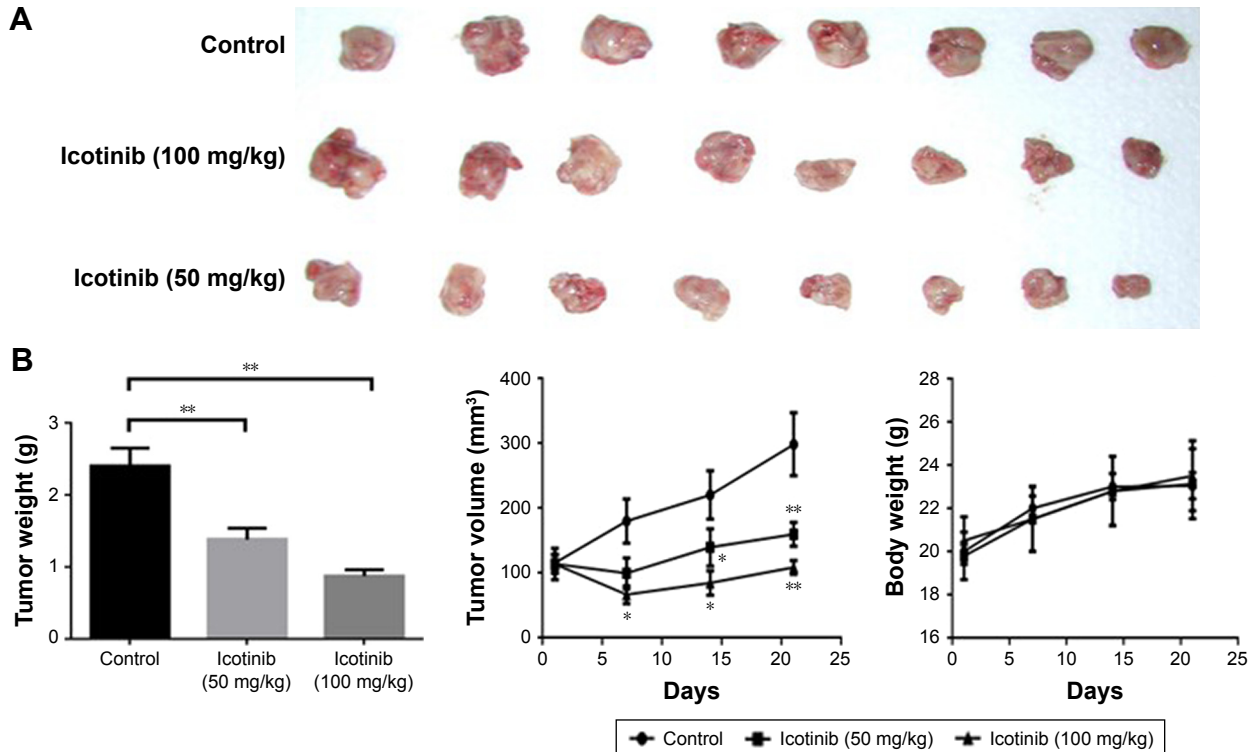 A
Control
Icotinib (100 mg/kg)
Icotinib (50 mg/kg)
B
**
**
Tumor weight (g)
3
2
1
0
Control
Icotinib
(50 mg/kg)
Icotinib
(100 mg/kg)
Tumor volume (mm³)
400
300
200
100
0
**
*
*
*
**
0 5 10 15 20 25
Days
Body weight (g)
28
26
24
22
20
18
16
0 5 10 15 20 25
Days
Control Icotinib (50 mg/kg) Icotinib (100 mg/kg)